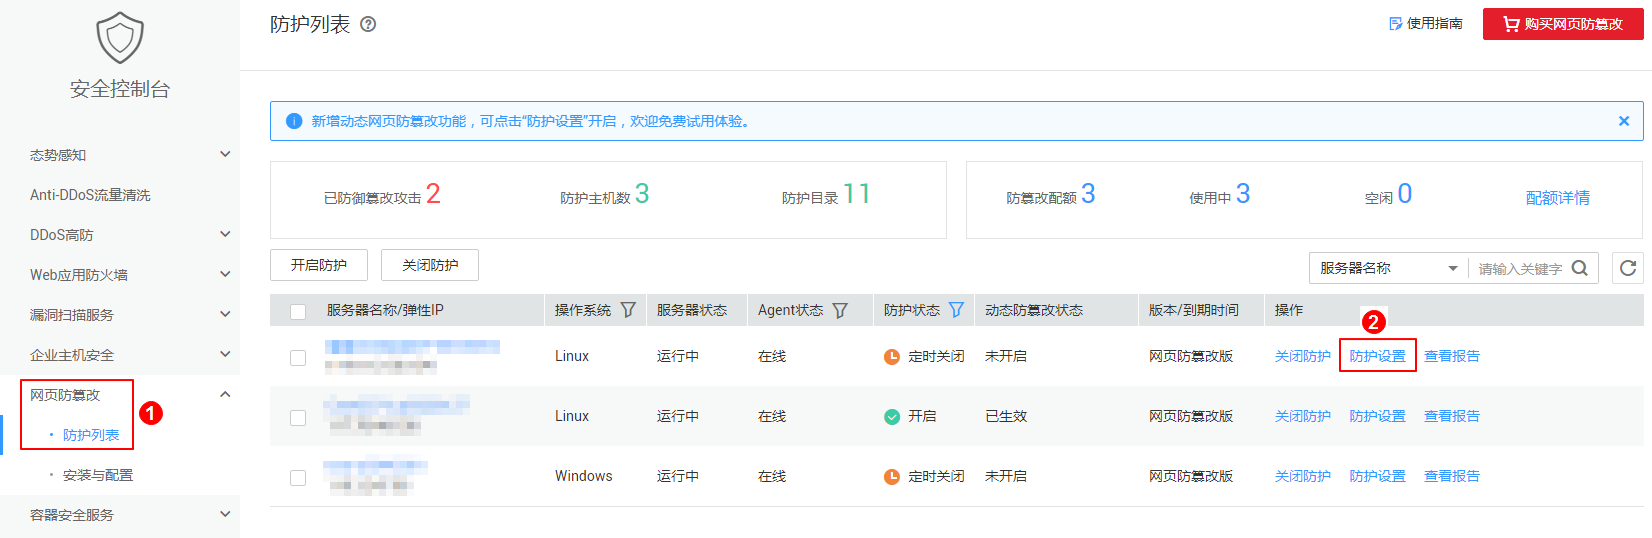 安全控制台
态势感知
Anti-DDoS流量清洗
DDoS高防
Web应用防火墙
漏洞扫描服务
企业主机安全
网页防篡改
1
· 防护列表
· 安装与配置
容器安全服务
防护列表 ?
使用指南
购买网页防篡改
新增动态网页防篡改功能，可点击“防护设置”开启，欢迎免费试用体验。
已防御篡改攻击 2 防护主机数 3 防护目录 11
防篡改配额 3 使用中 3 空闲 0 配额详情
开启防护 关闭防护
服务器名称 请输入关键字
服务器名称/弹性IP 操作系统 服务器状态 Agent状态 防护状态 动态防篡改状态 版本/到期时间 操作
2
Linux 运行中 在线 定时关闭 未开启 网页防篡改版 关闭防护 防护设置 查看报告
Linux 运行中 在线 开启 已生效 网页防篡改版 关闭防护 防护设置 查看报告
Windows 运行中 在线 定时关闭 未开启 网页防篡改版 关闭防护 防护设置 查看报告